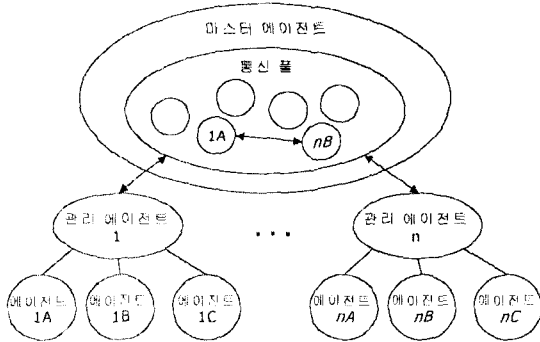 마스터 에이전트
통신 풀
1A
nB
관리 에이전트
1
...
관리 에이전트
n
에이전트
1A
에이전트
1B
에이전트
1C
에이전트
nA
에이전트
nB
에이전트
nC